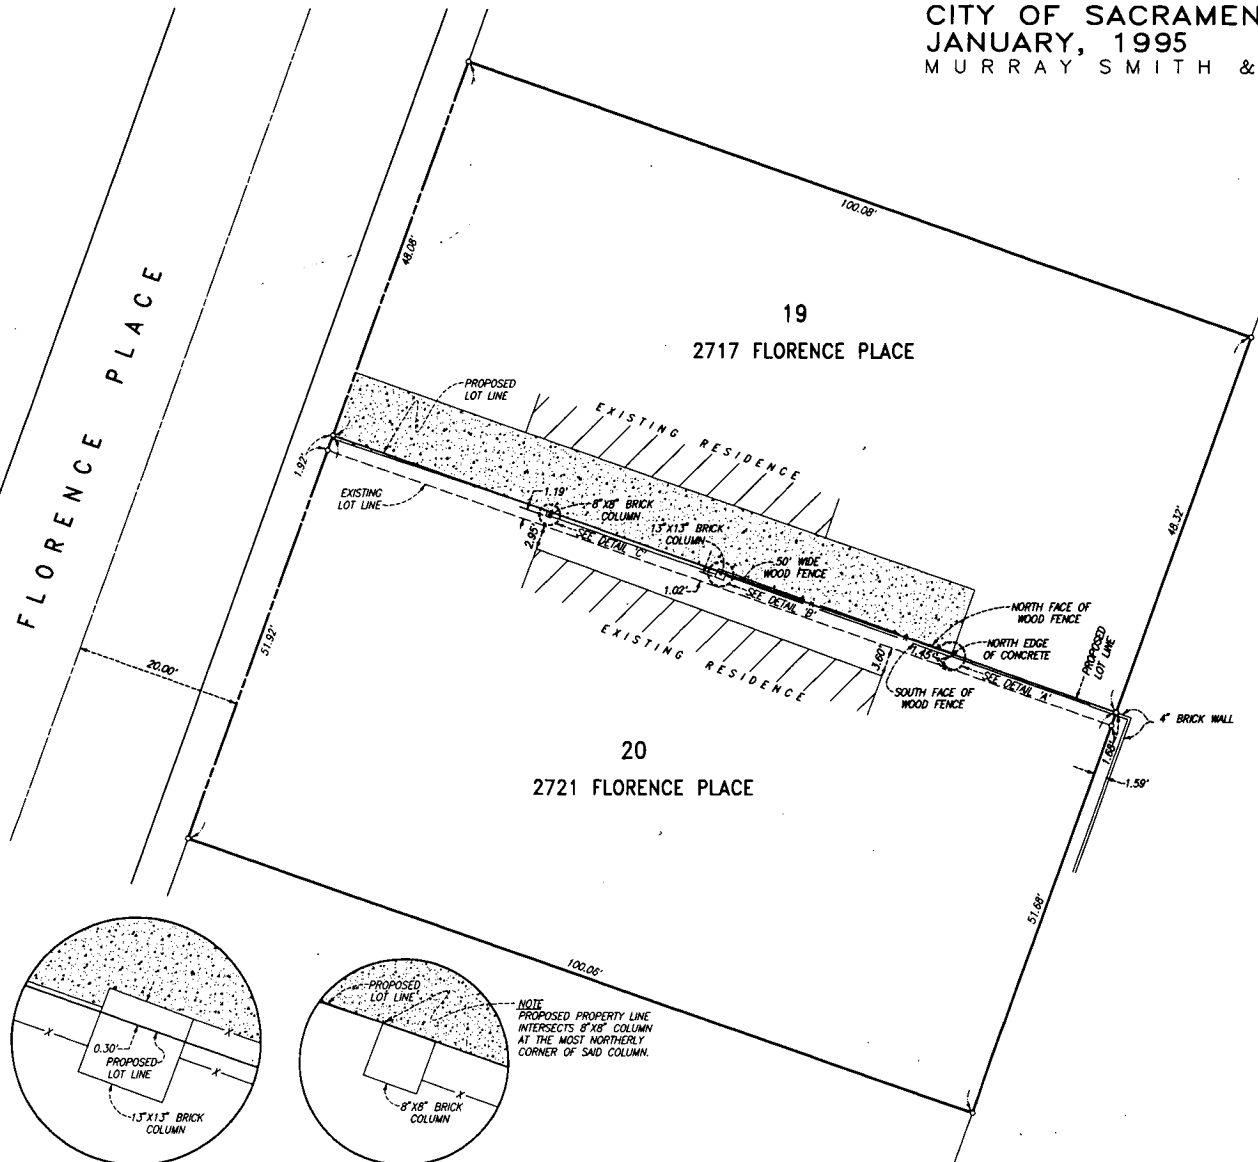 CITY OF SACRAMEN
JANUARY, 1995
MURRAY SMITH &
100.08'
48.08'
19
2717 FLORENCE PLACE
FLORENCE PLACE
PROPOSED
LOT LINE
EXISTING RESIDENCE
1.92'
EXISTING
LOT LINE
1.19'
8"X8" BRICK
COLUMN
13"X13" BRICK
COLUMN
2.95'
SEE DETAIL 'C'
.50' WIDE
WOOD FENCE
1.02'
SEE DETAIL 'B'
48.32'
NORTH FACE OF
WOOD FENCE
NORTH EDGE
OF CONCRETE
PROPOSED
LOT LINE
EXISTING RESIDENCE
3.60'
1.45'
SEE DETAIL 'A'
SOUTH FACE OF
WOOD FENCE
4" BRICK WALL
1.68'
1.59'
51.92'
20.00'
20
2721 FLORENCE PLACE
51.68'
100.06'
0.30'
PROPOSED
LOT LINE
13"X13" BRICK
COLUMN
PROPOSED
LOT LINE
NOTE
PROPOSED PROPERTY LINE
INTERSECTS 8"X8" COLUMN
AT THE MOST NORTHERLY
CORNER OF SAID COLUMN.
8"X8" BRICK
COLUMN